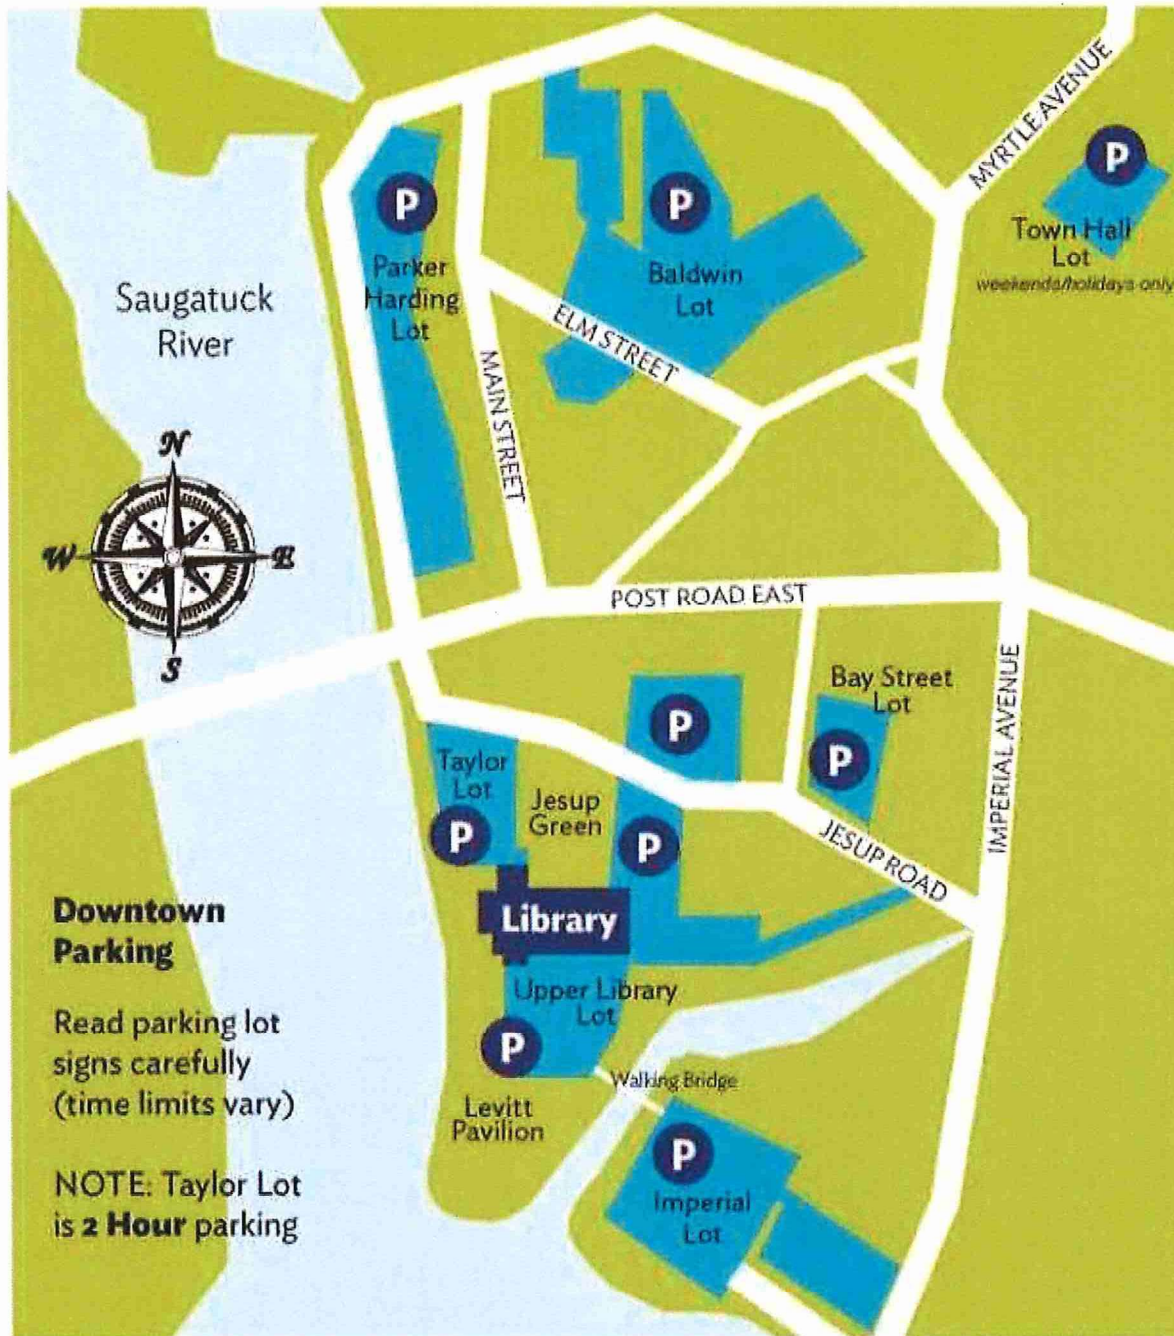 MYRTLE AVENUE
P
Town Hall
Lot
weekends/holidays only
P
Parker
Harding
Lot
P
Baldwin
Lot
Saugatuck
River
ELM STREET
MAIN STREET
N
W
E
S
POST ROAD EAST
IMPERIAL AVENUE
Bay Street
Lot
P
P
Taylor
Lot
P
Jesup
Green
P
JESUP ROAD
Library
Upper Library
Lot
P
Walking Bridge
Levitt
Pavilion
P
Imperial
Lot
Downtown
Parking
Read parking lot
signs carefully
(time limits vary)
NOTE: Taylor Lot
is 2 Hour parking